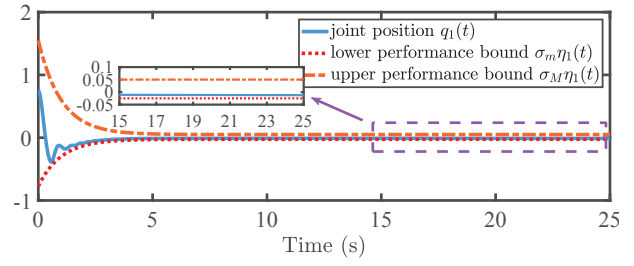 joint position q₁(t)
lower performance bound σₘη₁(t)
upper performance bound σ_Mη₁(t)
2
1
0
-1
0.1
0.05
0
-0.05
15 17 19 21 23 25
0 5 10 15 20 25
Time (s)